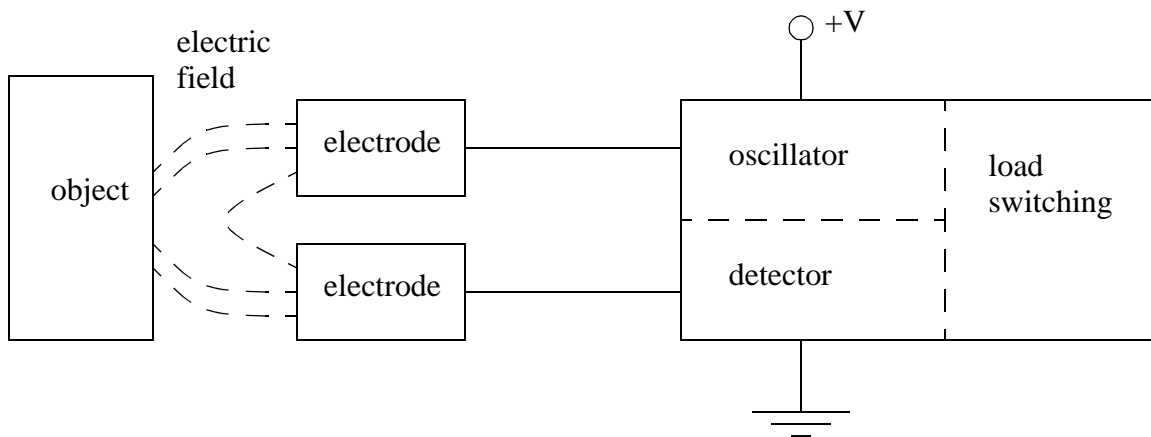 +V
electric
field
electrode
oscillator
load
switching
object
electrode
detector